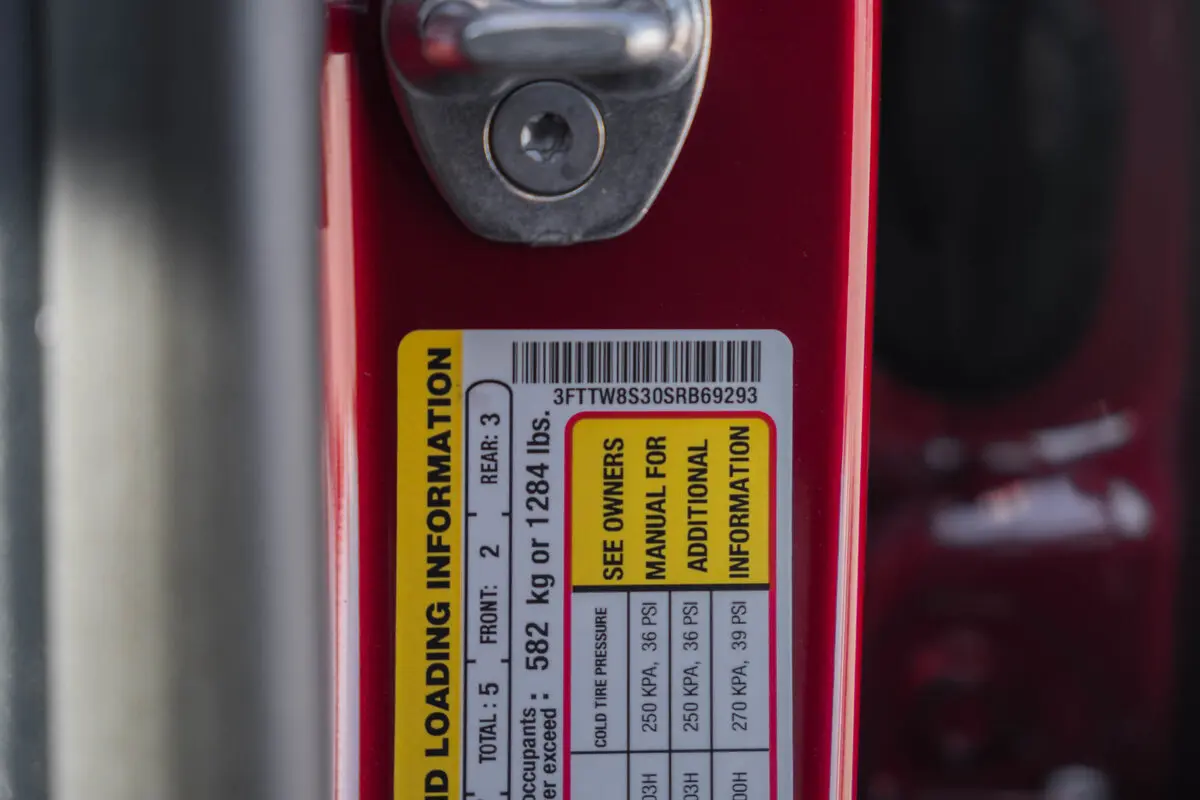 3FTTW8S30SRB69293
LOADING INFORMATION
TOTAL : 5 FRONT: 2 REAR: 3
occupants
exceed : 582 kg or 1284 lbs.
COLD TIRE PRESSURE
SEE OWNERS
MANUAL FOR
ADDITIONAL
INFORMATION
250 KPA, 36 PSI
250 KPA, 36 PSI
270 KPA, 39 PSI